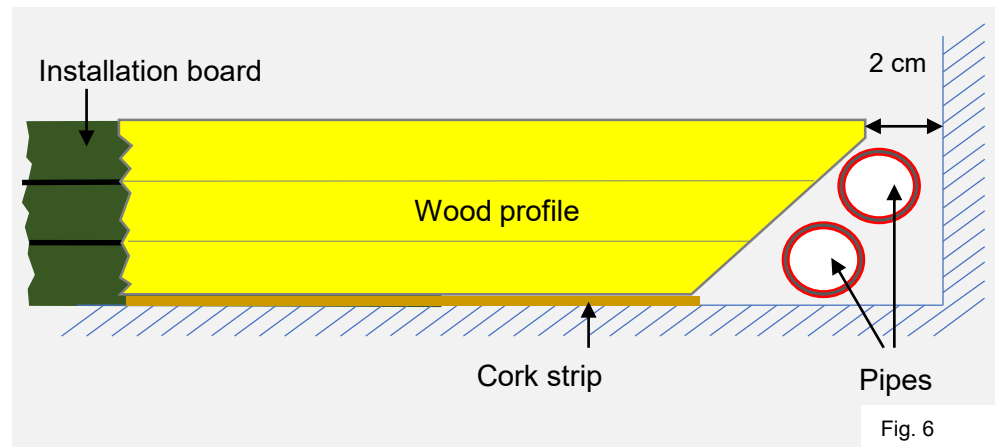 Installation board
2 cm
Wood profile
Cork strip
Pipes
Fig. 6